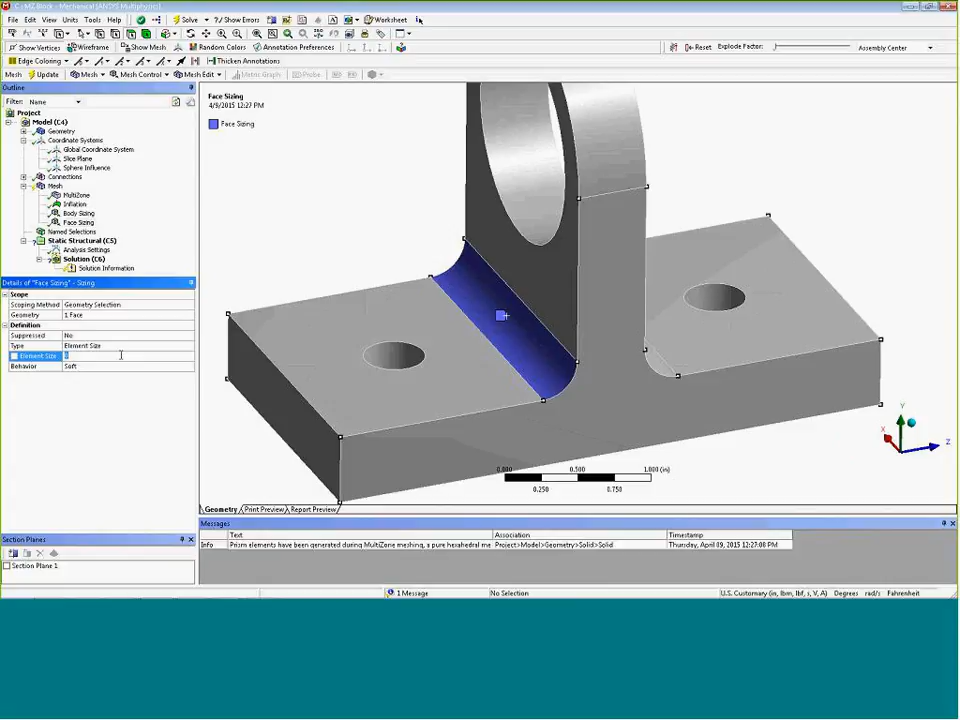 C : MZ Block - Mechanical [ANSYS Multiphysics]
File Edit View Units Tools Help Solve ?/Show Errors Worksheet
Show Vertices Wireframe Show Mesh Random Colors Annotation Preferences Reset Explode Factor: Assembly Center
Edge Coloring Thicken Annotations
Mesh Update Mesh Mesh Control Mesh Edit Metric Graph Probe
Outline
Filter: Name
Project
Model (C4)
Geometry
Coordinate Systems
Global Coordinate System
Slice Plane
Sphere Influence
Connections
Mesh
MultiZone
Inflation
Body Sizing
Face Sizing
Named Selections
Static Structural (C5)
Analysis Settings
Solution (C6)
Solution Information
Details of "Face Sizing" - Sizing
Scope
Scoping Method Geometry Selection
Geometry 1 Face
Definition
Suppressed No
Type Element Size
Element Size
Behavior Soft
Section Planes
Section Plane 1
Face Sizing
4/9/2015 12:27 PM
Face Sizing
0.000 0.500 1.000 (in)
0.250 0.750
Y
X
Z
Geometry Print Preview Report Preview
Messages
Text Association Timestamp
Info Prism elements have been generated during MultiZone meshing, a pure hexahedral me Project>Model>Geometry>Solid>Solid Thursday, April 09, 2015 12:27:00 PM
1 Message No Selection U.S. Customary (in, lbm, lbf, s, V, A) Degrees rad/s Fahrenheit